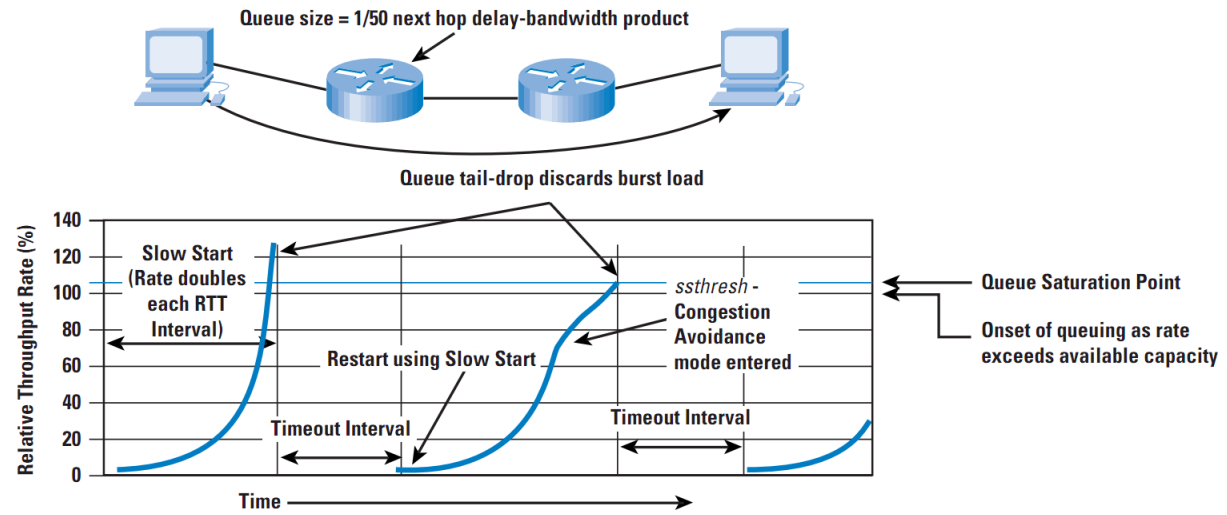 Queue size = 1/50 next hop delay-bandwidth product
Queue tail-drop discards burst load
Relative Throughput Rate (%)
140
120
100
80
60
40
20
0
Slow Start
(Rate doubles
each RTT
Interval)
Timeout Interval
Restart using Slow Start
ssthresh -
Congestion
Avoidance
mode entered
Timeout Interval
Queue Saturation Point
Onset of queuing as rate
exceeds available capacity
Time